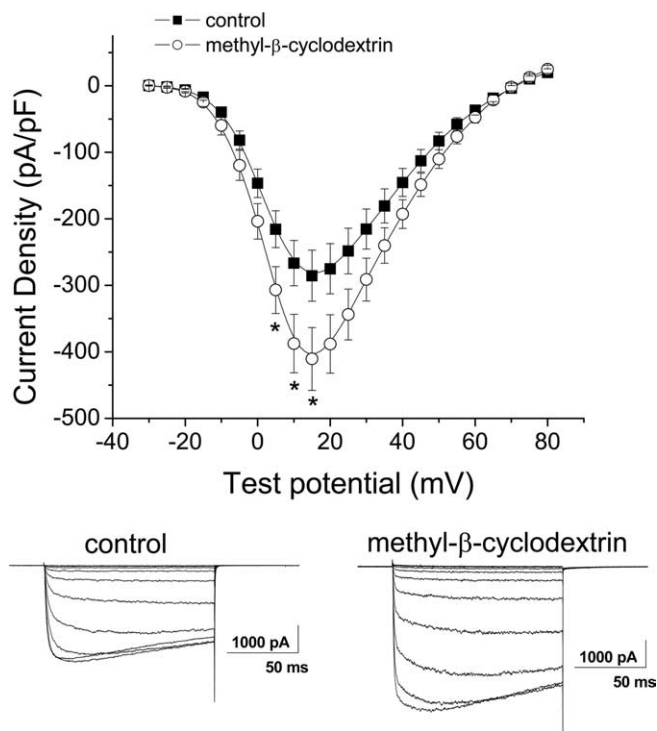 control
methyl-β-cyclodextrin
0
-100
-200
-300
-400
-500
Current Density (pA/pF)
* * *
-40 -20 0 20 40 60 80
Test potential (mV)
control
methyl-β-cyclodextrin
1000 pA
50 ms
1000 pA
50 ms